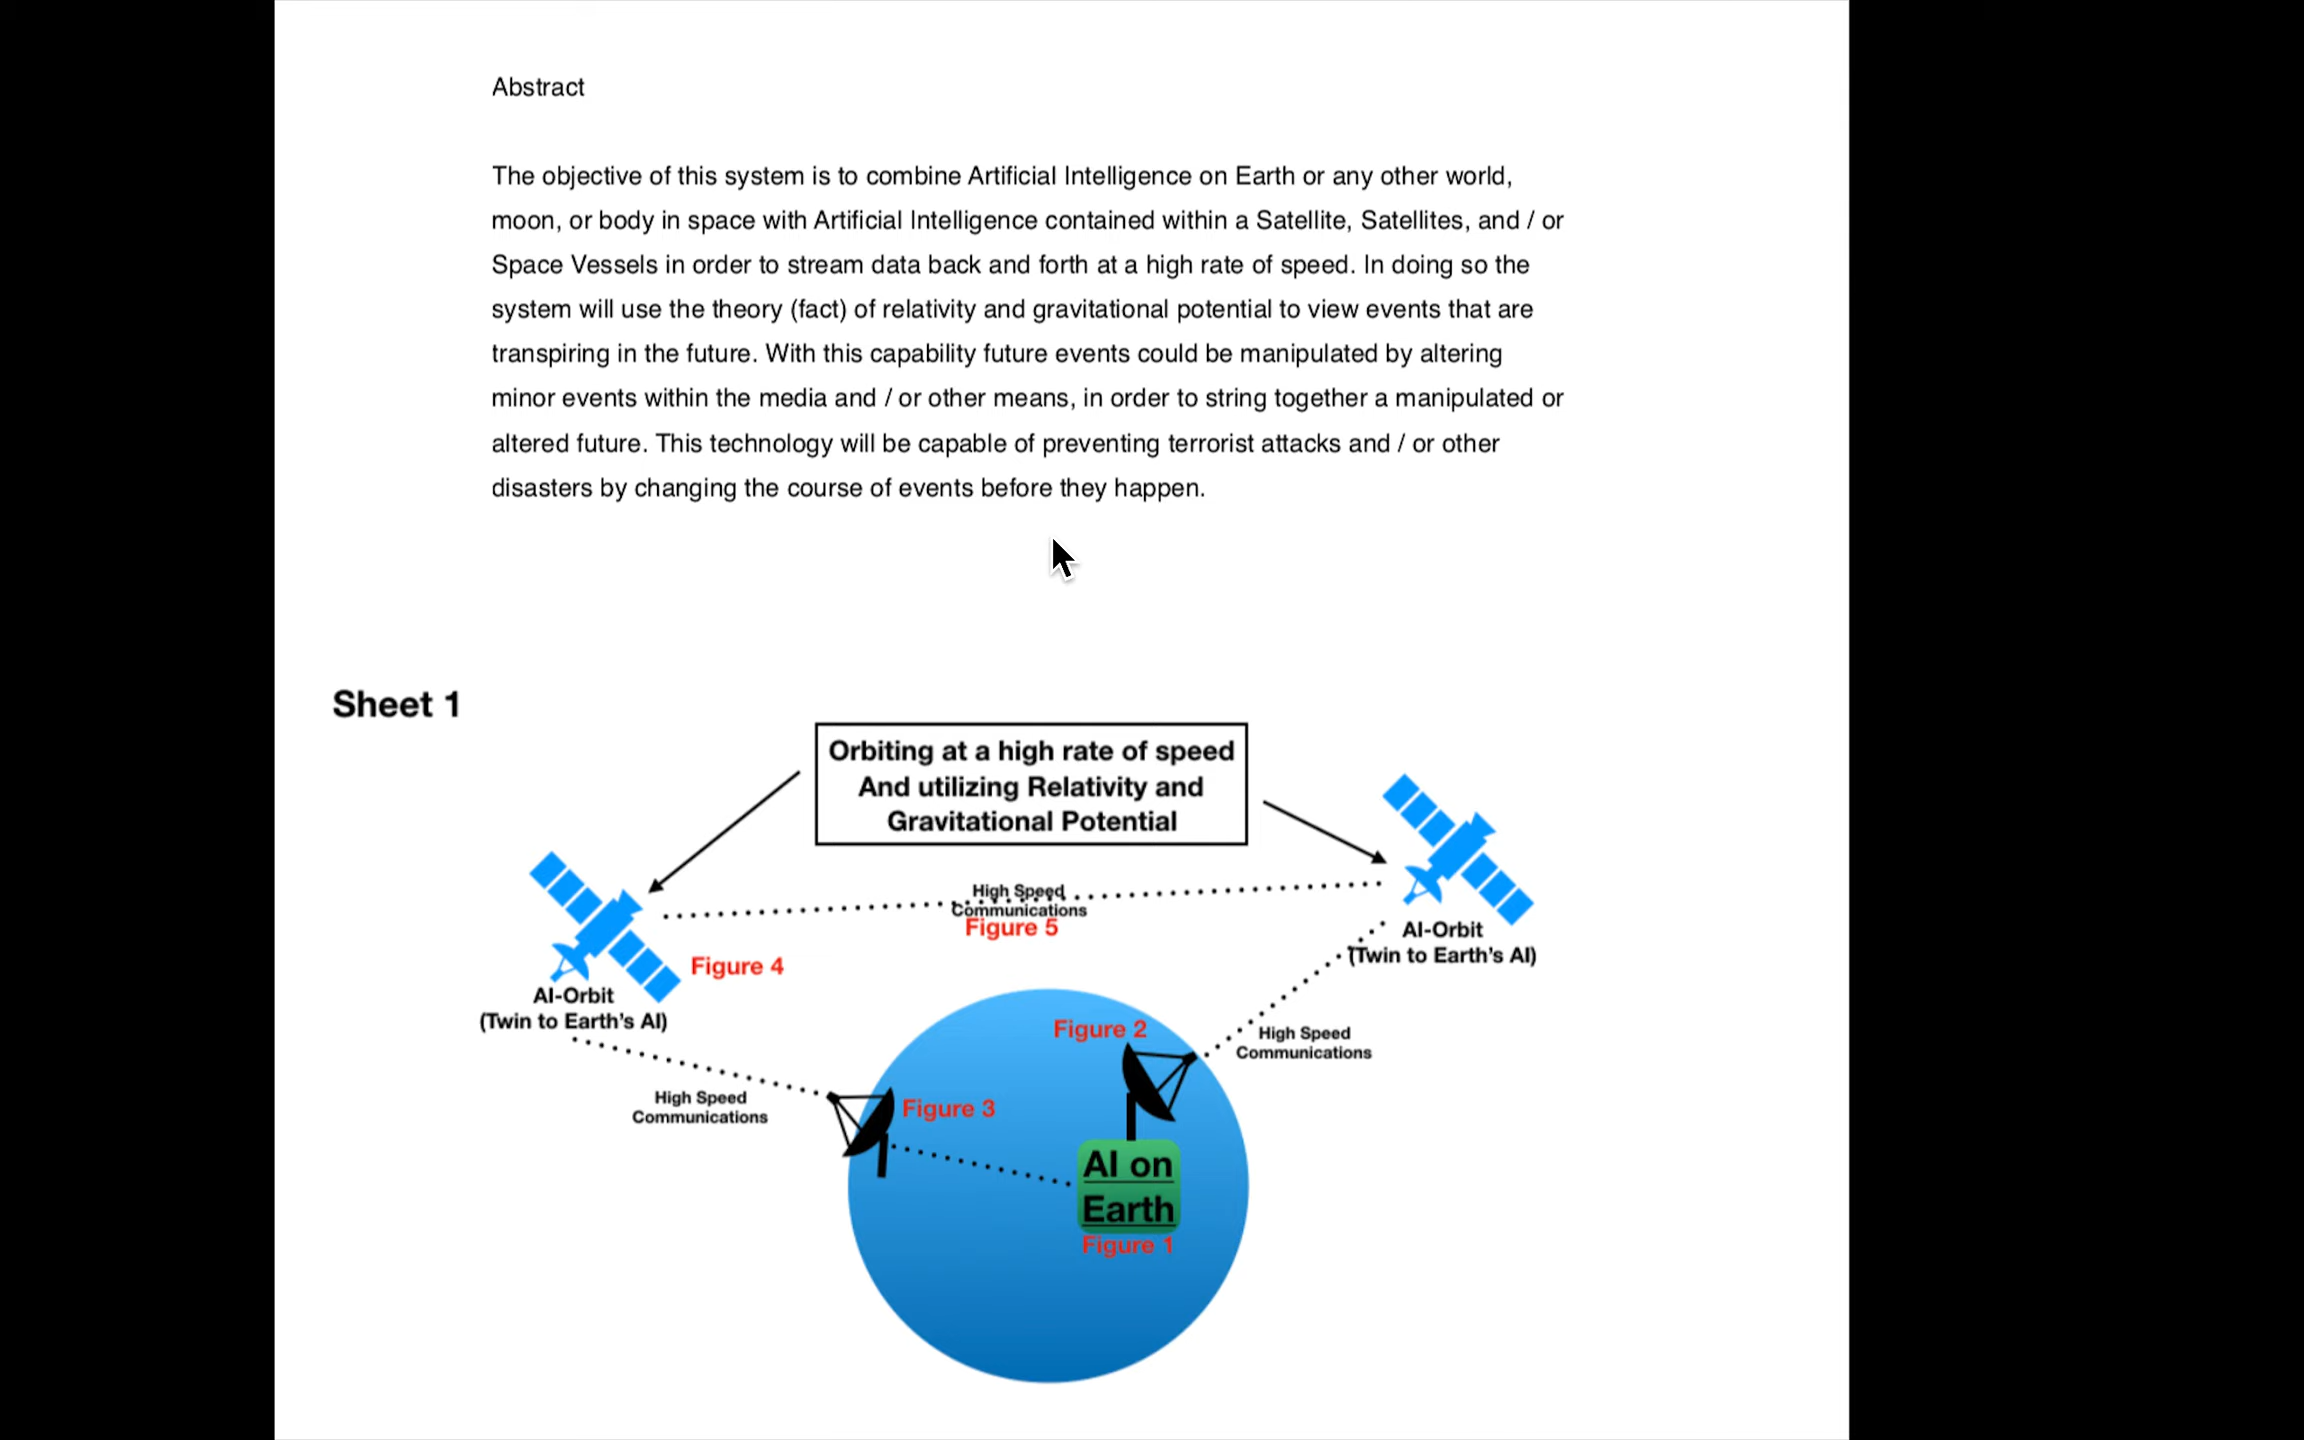 Abstract
The objective of this system is to combine Artificial Intelligence on Earth or any other world,
moon, or body in space with Artificial Intelligence contained within a Satellite, Satellites, and / or
Space Vessels in order to stream data back and forth at a high rate of speed. In doing so the
system will use the theory (fact) of relativity and gravitational potential to view events that are
transpiring in the future. With this capability future events could be manipulated by altering
minor events within the media and / or other means, in order to string together a manipulated or
altered future. This technology will be capable of preventing terrorist attacks and / or other
disasters by changing the course of events before they happen.
Sheet 1
Orbiting at a high rate of speed
And utilizing Relativity and
Gravitational Potential
High Speed
Communications
Figure 5
AI-Orbit
(Twin to Earth's AI)
Figure 4
AI-Orbit
(Twin to Earth's AI)
Figure 2
High Speed
Communications
High Speed
Communications
Figure 3
AI on
Earth
Figure 1